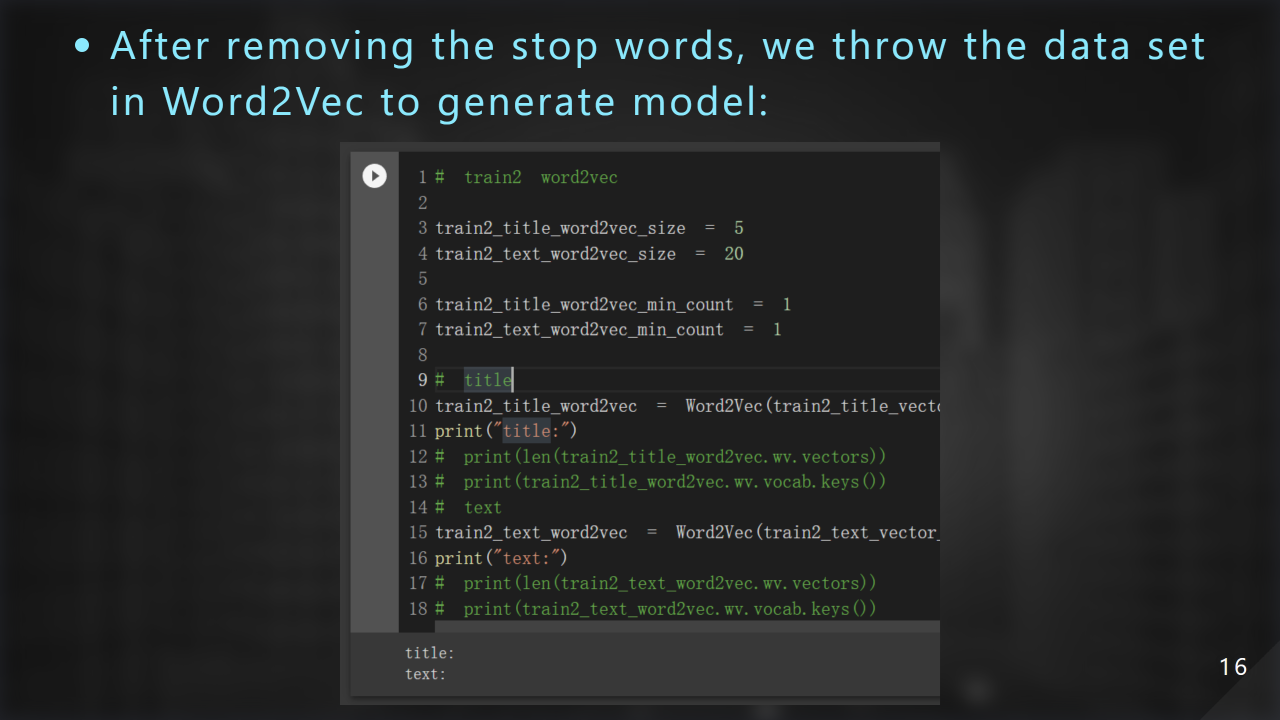 • After removing the stop words, we throw the data set
in Word2Vec to generate model:
1 # train2 word2vec
2
3 train2_title_word2vec_size = 5
4 train2_text_word2vec_size = 20
5
6 train2_title_word2vec_min_count = 1
7 train2_text_word2vec_min_count = 1
8
9 # title
10 train2_title_word2vec = Word2Vec(train2_title_vecto
11 print("title:")
12 # print(len(train2_title_word2vec.wv.vectors))
13 # print(train2_title_word2vec.wv.vocab.keys())
14 # text
15 train2_text_word2vec = Word2Vec(train2_text_vector_
16 print("text:")
17 # print(len(train2_text_word2vec.wv.vectors))
18 # print(train2_text_word2vec.wv.vocab.keys())
title:
text:
16